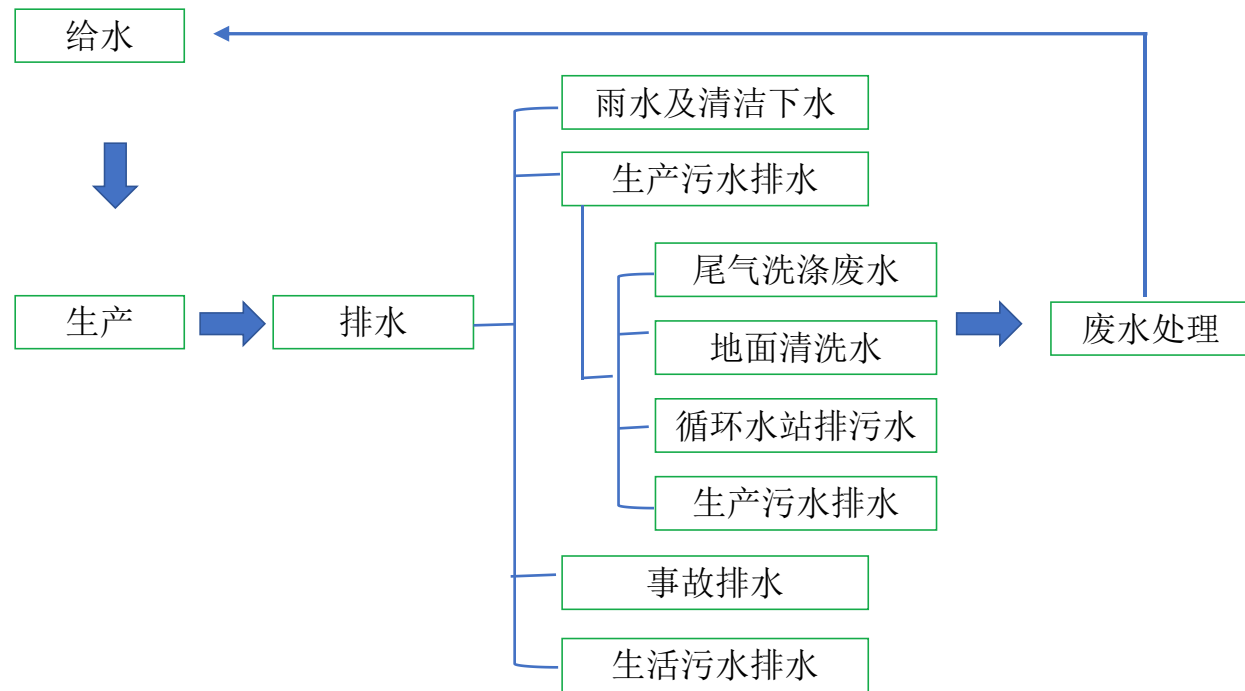 给水
雨水及清洁下水
生产污水排水
尾气洗涤废水
生产
排水
地面清洗水
废水处理
循环水站排污水
生产污水排水
事故排水
生活污水排水